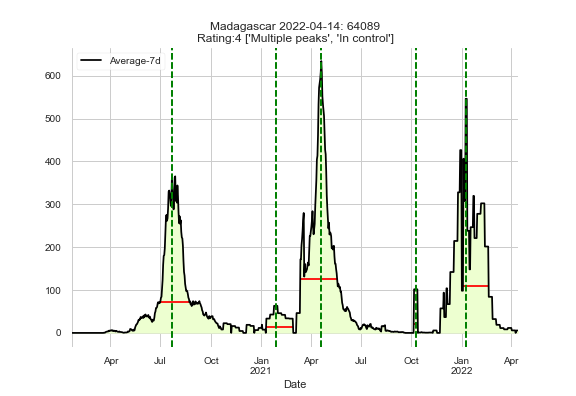 Madagascar 2022-04-14: 64089
Rating:4 ['Multiple peaks', 'In control']
Average-7d
600
500
400
300
200
100
0
Apr Jul Oct Jan Apr Jul Oct Jan Apr
2021 2022
Date